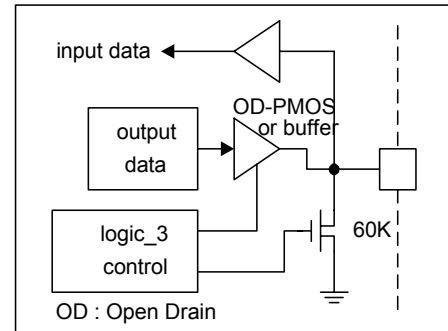 input data
OD-PMOS
or buffer
output
data
logic_3
control
60K
OD : Open Drain